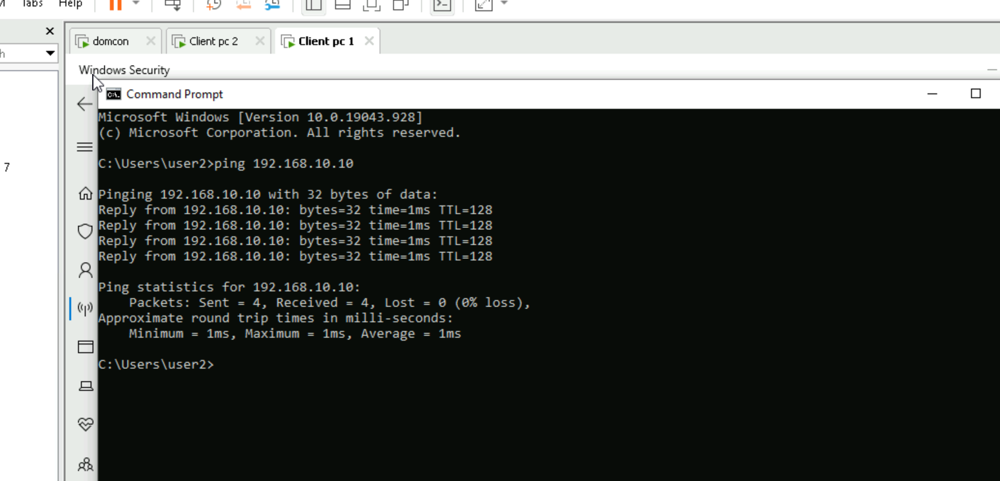 Tabs Help
domcon
Client pc 2
Client pc 1
Windows Security
Command Prompt
Microsoft Windows [Version 10.0.19043.928]
(c) Microsoft Corporation. All rights reserved.
C:\Users\user2>ping 192.168.10.10
7
Pinging 192.168.10.10 with 32 bytes of data:
Reply from 192.168.10.10: bytes=32 time=1ms TTL=128
Reply from 192.168.10.10: bytes=32 time=1ms TTL=128
Reply from 192.168.10.10: bytes=32 time=1ms TTL=128
Reply from 192.168.10.10: bytes=32 time=1ms TTL=128
Ping statistics for 192.168.10.10:
Packets: Sent = 4, Received = 4, Lost = 0 (0% loss),
Approximate round trip times in milli-seconds:
Minimum = 1ms, Maximum = 1ms, Average = 1ms
C:\Users\user2>